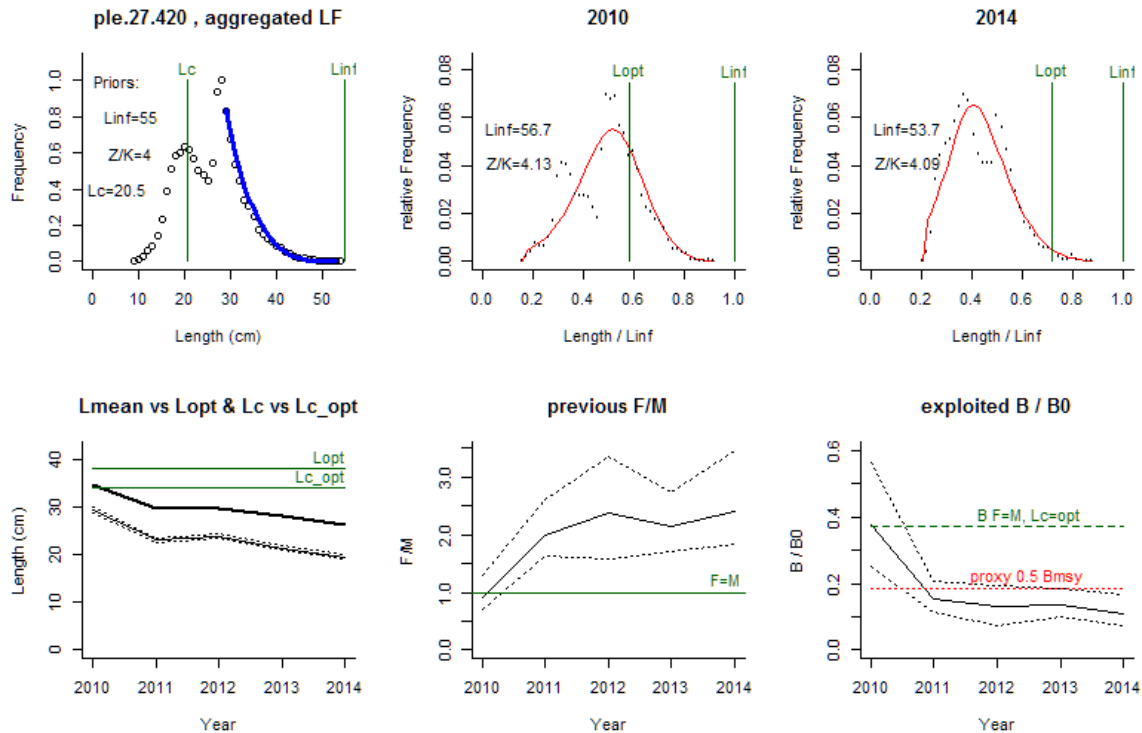 ple.27.420 , aggregated LF
Frequency
0.0 0.2 0.4 0.6 0.8 1.0
Priors:
Linf=55
Z/K=4
Lc=20.5
Lc
Linf
0 10 20 30 40 50
Length (cm)
2010
relative Frequency
0.00 0.02 0.04 0.06 0.08
Linf=56.7
Z/K=4.13
Lopt
Linf
0.0 0.2 0.4 0.6 0.8 1.0
Length / Linf
2014
relative Frequency
0.00 0.02 0.04 0.06 0.08
Linf=53.7
Z/K=4.09
Lopt
Linf
0.0 0.2 0.4 0.6 0.8 1.0
Length / Linf
Lmean vs Lopt & Lc vs Lc_opt
Length (cm)
0 10 20 30 40
Lopt
Lc_opt
2010 2011 2012 2013 2014
Year
previous F/M
F/M
0.0 1.0 2.0 3.0
F=M
2010 2011 2012 2013 2014
Year
exploited B / B0
B / B0
0.0 0.2 0.4 0.6
B F=M, Lc=opt
proxy 0.5 Bmsy
2010 2011 2012 2013 2014
Year